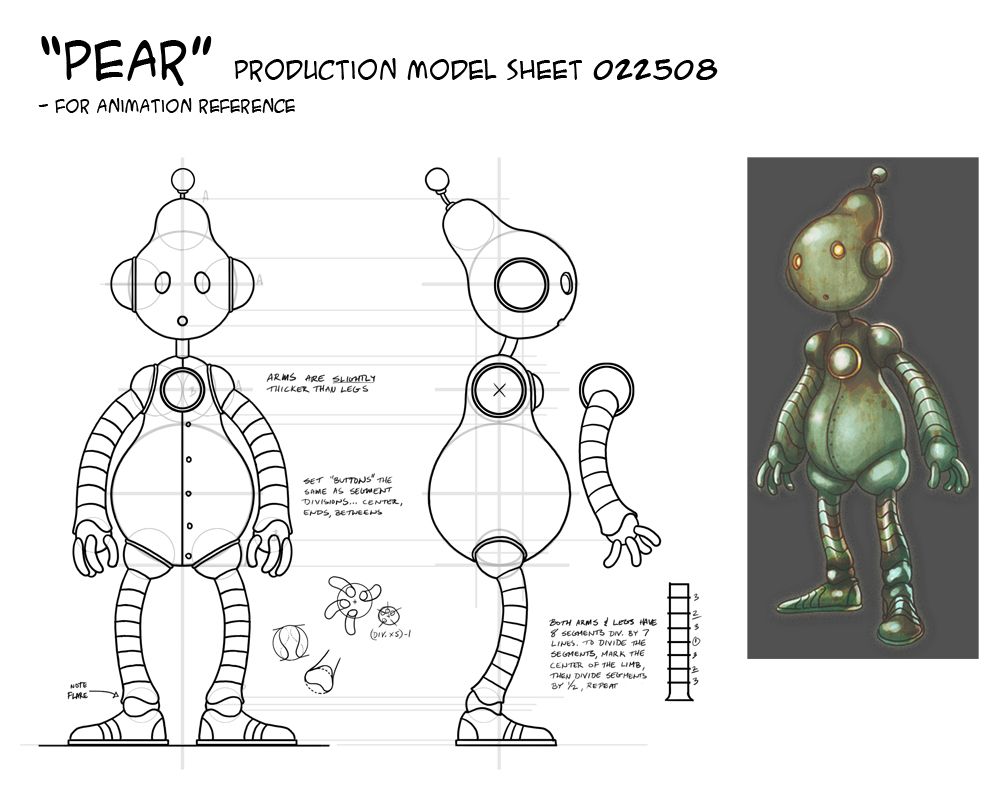 "PEAR" PRODUCTION MODEL SHEET 022508
- FOR ANIMATION REFERENCE
A
A
ARMS ARE SLIGHTLY
THICKER THAN LEGS
SET "BUTTONS" THE
SAME AS SEGMENT
DIVISIONS... CENTER,
ENDS, BETWEENS
(DIV. x 5) -1
BOTH ARMS & LEGS HAVE
8 SEGMENTS DIV. BY 7
LINES. TO DIVIDE THE
SEGMENTS, MARK THE
CENTER OF THE LIMB,
THEN DIVIDE SEGMENTS
BY 1/2, REPEAT
3
2
3
1
3
2
3
NOTE
FLARE